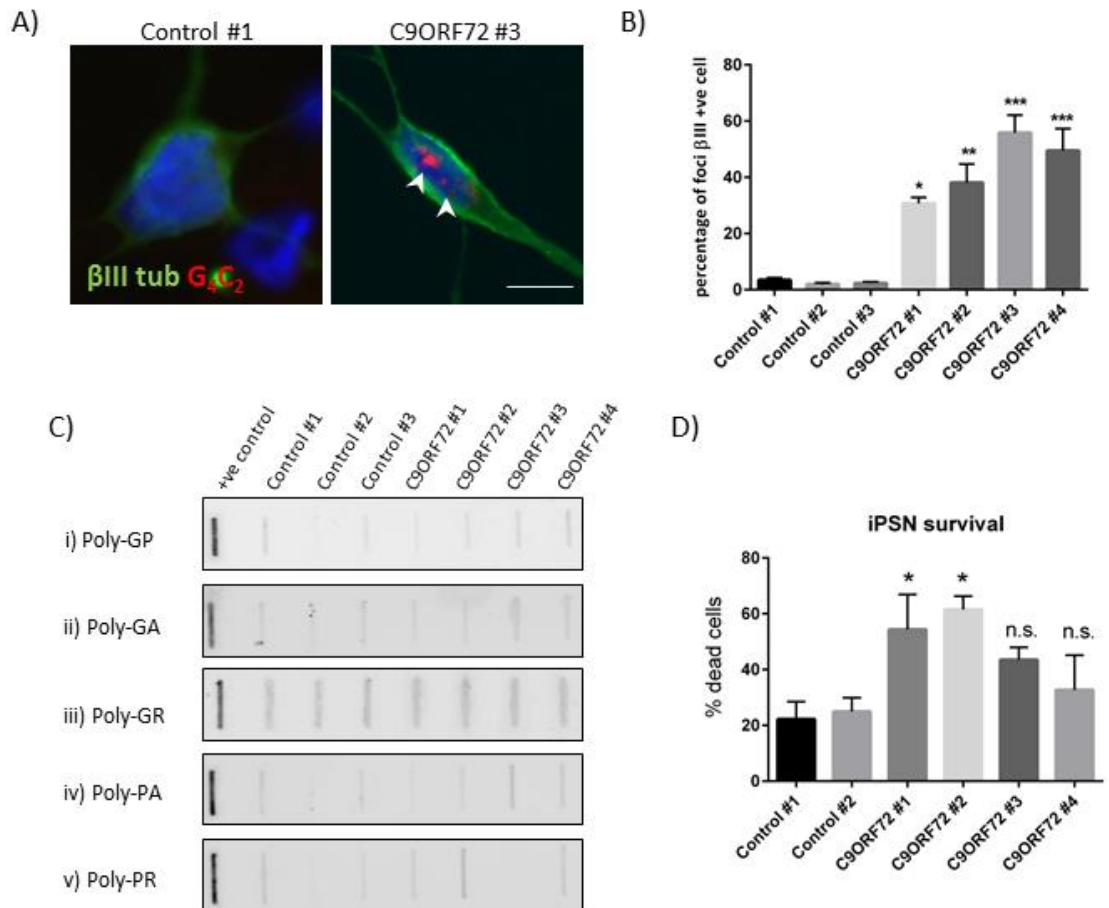 A)
Control #1
C9ORF72 #3
βIII tub G₄C₂
B)
percentage of foci βIII +ve cell
80
60
40
20
0
*
**
***
***
Control #1
Control #2
Control #3
C9ORF72 #1
C9ORF72 #2
C9ORF72 #3
C9ORF72 #4
C)
+ve control
Control #1
Control #2
Control #3
C9ORF72 #1
C9ORF72 #2
C9ORF72 #3
C9ORF72 #4
i) Poly-GP
ii) Poly-GA
iii) Poly-GR
iv) Poly-PA
v) Poly-PR
D)
iPSN survival
% dead cells
80
60
40
20
0
*
*
n.s.
n.s.
Control #1
Control #2
C9ORF72 #1
C9ORF72 #2
C9ORF72 #3
C9ORF72 #4